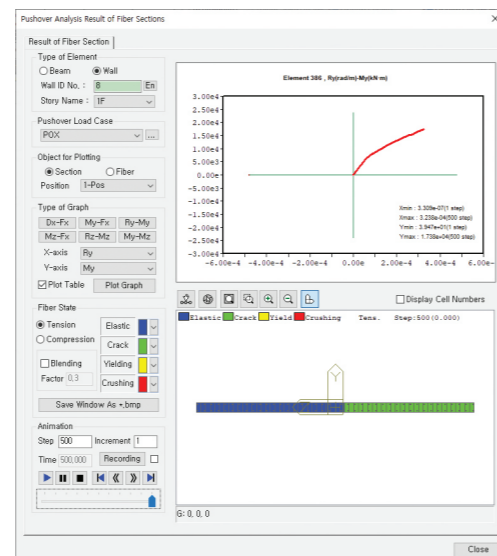 Pushover Analysis Result of Fiber Sections
Result of Fiber Section
Type of Element
Beam Wall
Wall ID No. : 8 En
Story Name : 1F
Pushover Load Case
POX ...
Object for Plotting
Section Fiber
Position 1-Pos
Type of Graph
Dx-Fx My-Fx Ry-My
Mz-Fx Rz-Mz My-Mz
X-axis Ry
Y-axis My
Plot Table Plot Graph
Fiber State
Tension Elastic
Compression Crack
Blending Yielding
Factor 0,3 Crushing
Save Window As *,bmp
Animation
Step 500 Increment 1
Time 500,000 Recording
Element 386 , Ry(rad/m)-My(kN·m)
3.00e4
2.50e4
2.00e4
1.50e4
1.00e4
5.00e3
0.00e1
-5.00e3
-1.00e4
-1.50e4
-2.00e4
-2.50e4
-3.00e4
-6.00e-4 -4.00e-4 -2.00e-4 0.00e0 2.00e-4 4.00e-4 6.00e-4
Xmin : 3.309e-07(1 step)
Xmax : 3.238e-04(500 step)
Ymin : 3.947e+01(1 step)
Ymax : 1.738e+04(500 step)
Display Cell Numbers
Elastic Crack Yield Crushing Tens. Step:500(0.000)
Y
G: 0, 0, 0
Close